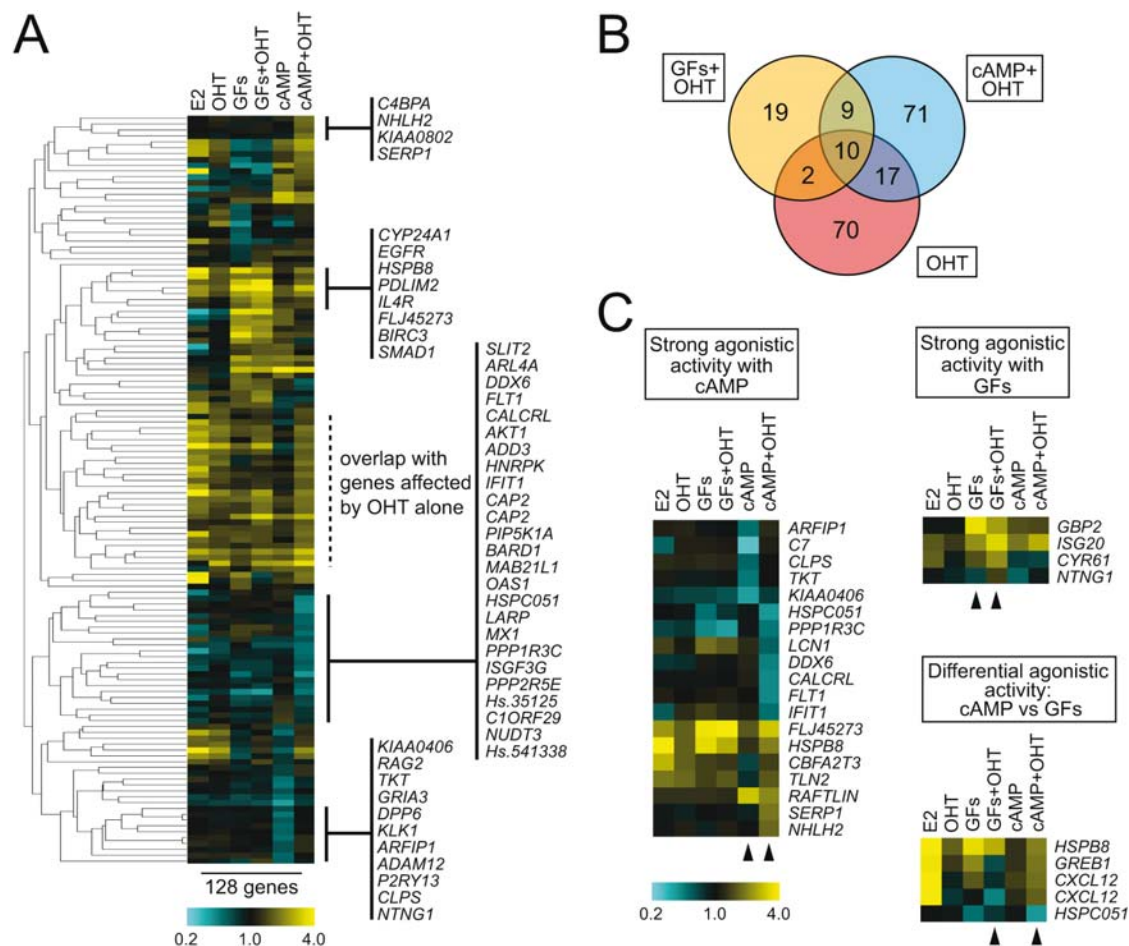 A
E2
OHT
GFs
GFs+OHT
cAMP
cAMP+OHT
C4BPA
NHLH2
KIAA0802
SERP1
CYP24A1
EGFR
HSPB8
PDLIM2
IL4R
FLJ45273
BIRC3
SMAD1
SLIT2
ARL4A
DDX6
FLT1
CALCRL
AKT1
ADD3
HNRPK
IFIT1
CAP2
CAP2
PIP5K1A
BARD1
MAB21L1
OAS1
HSPC051
LARP
MX1
PPP1R3C
ISGF3G
PPP2R5E
Hs.35125
C1ORF29
NUDT3
Hs.541338
overlap with
genes affected
by OHT alone
KIAA0406
RAG2
TKT
GRIA3
DPP6
KLK1
ARFIP1
ADAM12
P2RY13
CLPS
NTNG1
128 genes
0.2 1.0 4.0
B
GFs+
OHT
cAMP+
OHT
19
9
71
10
2
17
70
OHT
C
Strong agonistic
activity with
cAMP
E2
OHT
GFs
GFs+OHT
cAMP
cAMP+OHT
ARFIP1
C7
CLPS
TKT
KIAA0406
HSPC051
PPP1R3C
LCN1
DDX6
CALCRL
FLT1
IFIT1
FLJ45273
HSPB8
CBFA2T3
TLN2
RAFTLIN
SERP1
NHLH2
0.2 1.0 4.0
Strong agonistic
activity with
GFs
E2
OHT
GFs
GFs+OHT
cAMP
cAMP+OHT
GBP2
ISG20
CYR61
NTNG1
Differential agonistic
activity:
cAMP vs GFs
E2
OHT
GFs
GFs+OHT
cAMP
cAMP+OHT
HSPB8
GREB1
CXCL12
CXCL12
HSPC051